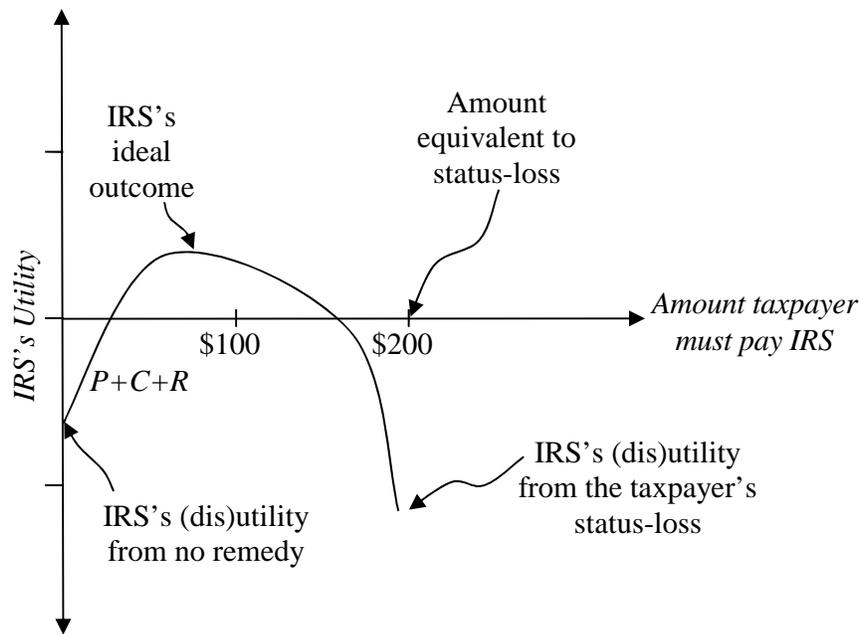 IRS’s
ideal
outcome
Amount
equivalent to
status-loss
IRS’s Utility
Amount taxpayer
must pay IRS
$100
$200
P+C+R
IRS’s (dis)utility
from no remedy
IRS’s (dis)utility
from the taxpayer’s
status-loss